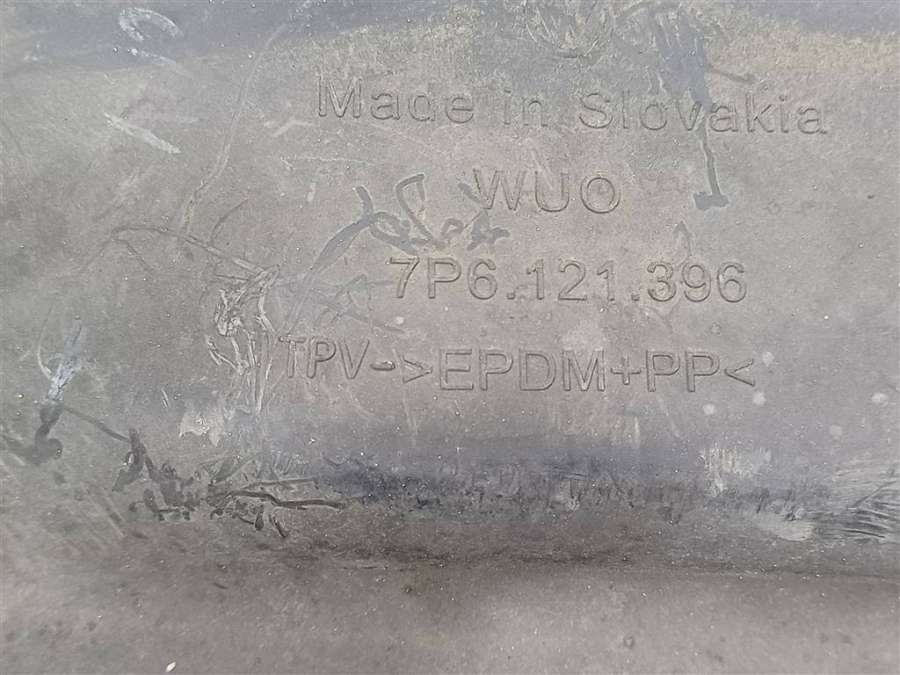 Made in Slovakia
WUO
7P6.121.396
TPV->EPDM+PP<